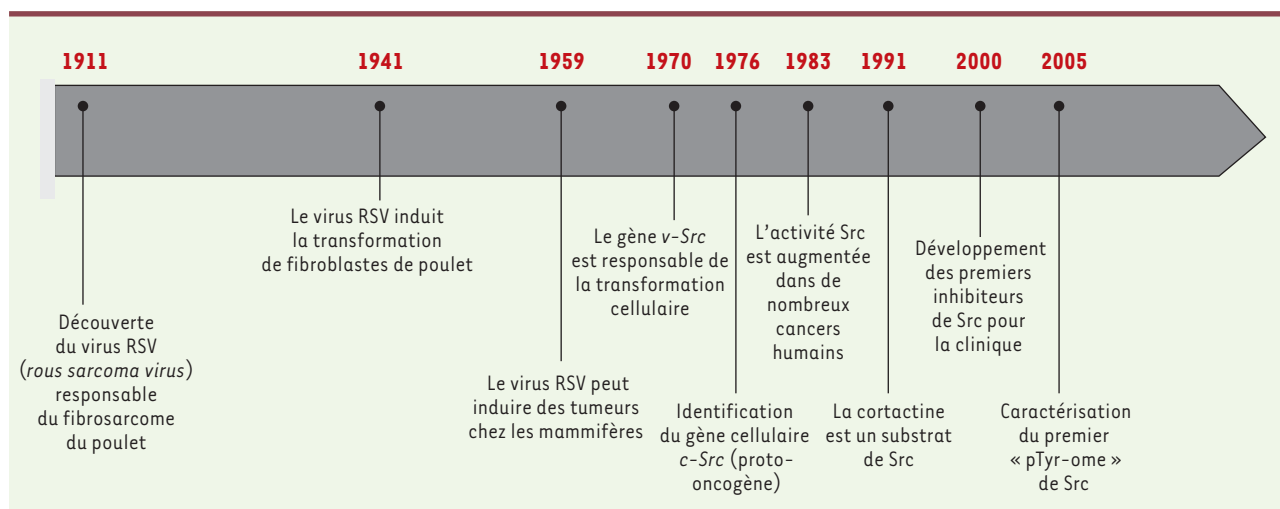 1911
1941
1959
1970
1976
1983
1991
2000
2005
Découverte
du virus RSV
(rous sarcoma virus)
responsable
du fibrosarcome
du poulet
Le virus RSV induit
la transformation
de fibroblastes de poulet
Le virus RSV peut
induire des tumeurs
chez les mammifères
Le gène v-Src
est responsable de
la transformation
cellulaire
Identification
du gène cellulaire
c-Src (proto-
oncogène)
L'activité Src
est augmentée
dans de
nombreux
cancers
humains
La cortactine
est un substrat
de Src
Développement
des premiers
inhibiteurs
de Src pour
la clinique
Caractérisation
du premier
« pTyr-ome »
de Src